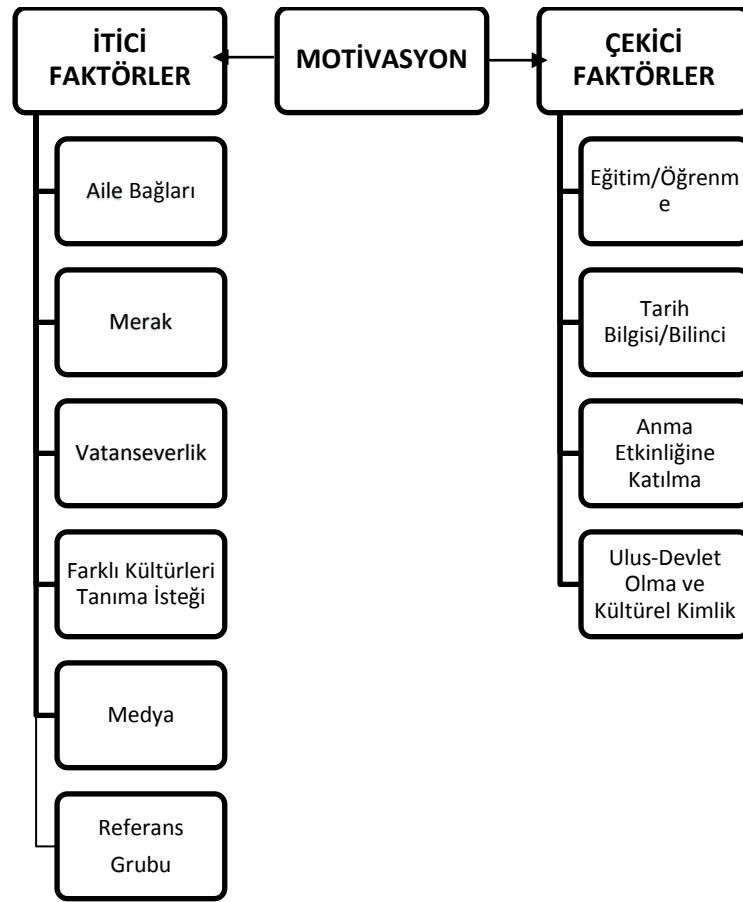 İTİCİ
FAKTÖRLER
MOTİVASYON
ÇEKİCİ
FAKTÖRLER
Aile Bağları
Merak
Vatanseverlik
Farklı Kültürleri
Tanıma İsteği
Medya
Referans
Grubu
Eğitim/Öğrenm
e
Tarih
Bilgisi/Bilinci
Anma
Etkinliğine
Katılma
Ulus-Devlet
Olma ve
Kültürel Kimlik